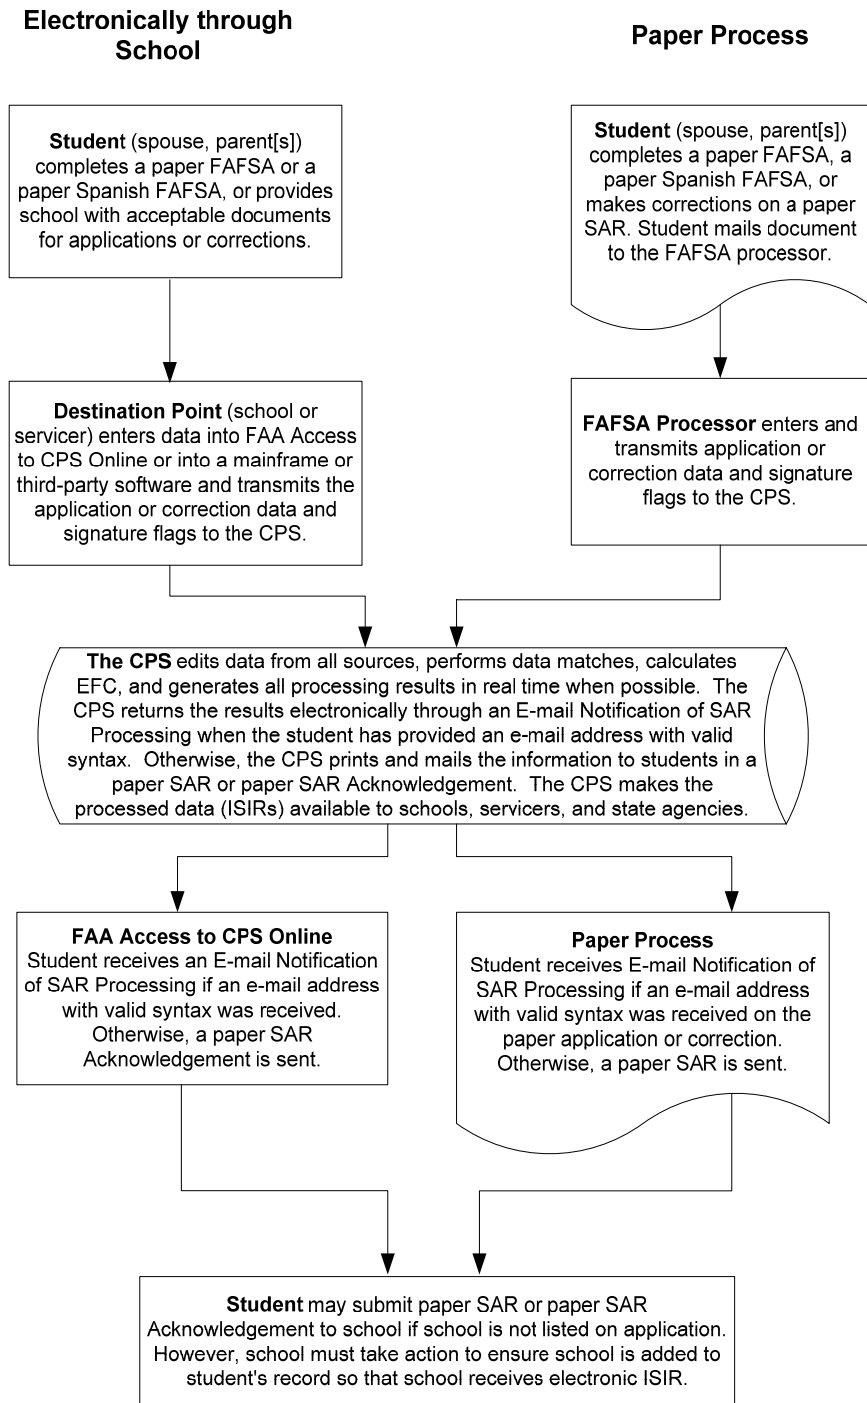 Electronically through
School
Paper Process
Student (spouse, parent[s])
completes a paper FAFSA or a
paper Spanish FAFSA, or provides
school with acceptable documents
for applications or corrections.
Student (spouse, parent[s])
completes a paper FAFSA, a
paper Spanish FAFSA, or
makes corrections on a paper
SAR. Student mails document
to the FAFSA processor.
Destination Point (school or
servicer) enters data into FAA Access
to CPS Online or into a mainframe or
third-party software and transmits the
application or correction data and
signature flags to the CPS.
FAFSA Processor enters and
transmits application or
correction data and signature
flags to the CPS.
The CPS edits data from all sources, performs data matches, calculates
EFC, and generates all processing results in real time when possible. The
CPS returns the results electronically through an E-mail Notification of SAR
Processing when the student has provided an e-mail address with valid
syntax. Otherwise, the CPS prints and mails the information to students in a
paper SAR or paper SAR Acknowledgement. The CPS makes the
processed data (ISIRs) available to schools, servicers, and state agencies.
FAA Access to CPS Online
Student receives an E-mail Notification
of SAR Processing if an e-mail address
with valid syntax was received.
Otherwise, a paper SAR
Acknowledgement is sent.
Paper Process
Student receives E-mail Notification of
SAR Processing if an e-mail address
with valid syntax was received on the
paper application or correction.
Otherwise, a paper SAR is sent.
Student may submit paper SAR or paper SAR
Acknowledgement to school if school is not listed on application.
However, school must take action to ensure school is added to
student's record so that school receives electronic ISIR.